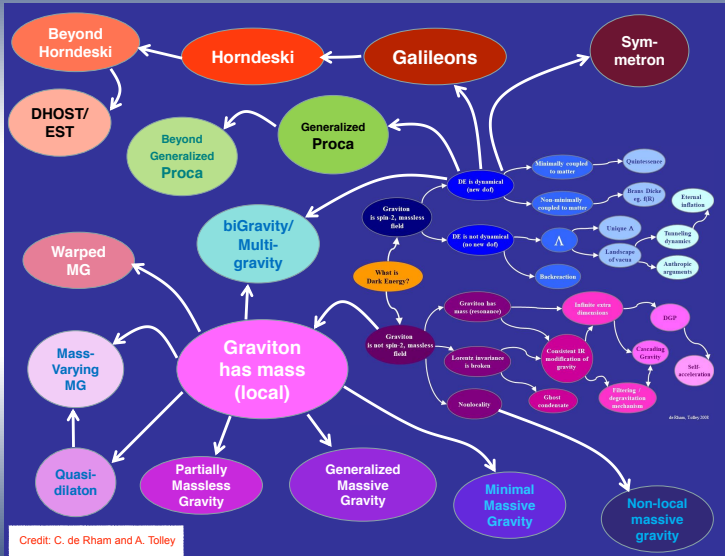 Beyond
Horndeski
Horndeski
Galileons
Sym-
metron
DHOST/
EST
Beyond
Generalized
Proca
Generalized
Proca
DE is dynamical
(new dof)
Minimally coupled
to matter
Quintessence
Non-minimally
coupled to matter
Brans Dicke
eg. f(R)
Graviton
is spin-2, massless
field
DE is not dynamical
(no new dof)
Λ
Unique Λ
Landscape
of vacua
Eternal
inflation
Tunneling
dynamics
Anthropic
arguments
Backreaction
biGravity/
Multi-
gravity
Warped
MG
What is
Dark Energy?
Graviton
is not spin-2, massless
field
Graviton has
mass (resonance)
Infinite extra
dimensions
DGP
Lorentz invariance
is broken
Consistent IR
modification of
gravity
Cascading
Gravity
Self-
acceleration
Nonlocality
Ghost
condensate
Filtering /
degravitation
mechanism
de Rham, Tolley 2008
Mass-
Varying
MG
Graviton
has mass
(local)
Quasi-
dilaton
Partially
Massless
Gravity
Generalized
Massive
Gravity
Minimal
Massive
Gravity
Non-local
massive
gravity
Credit: C. de Rham and A. Tolley